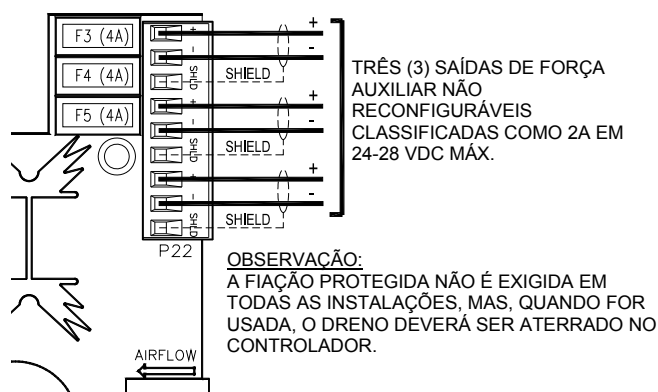 F3 (4A)
F4 (4A)
F5 (4A)
+
-
SHLD
+
-
SHLD
+
-
SHLD
P22
+
-
SHIELD
+
-
SHIELD
+
-
SHIELD
TRÊS (3) SAÍDAS DE FORÇA
AUXILIAR NÃO
RECONFIGURÁVEIS
CLASSIFICADAS COMO 2A EM
24-28 VDC MÁX.
OBSERVAÇÃO:
A FIAÇÃO PROTEGIDA NÃO É EXIGIDA EM
TODAS AS INSTALAÇÕES, MAS, QUANDO FOR
USADA, O DRENO DEVERÁ SER ATERRADO NO
CONTROLADOR.
AIRFLOW